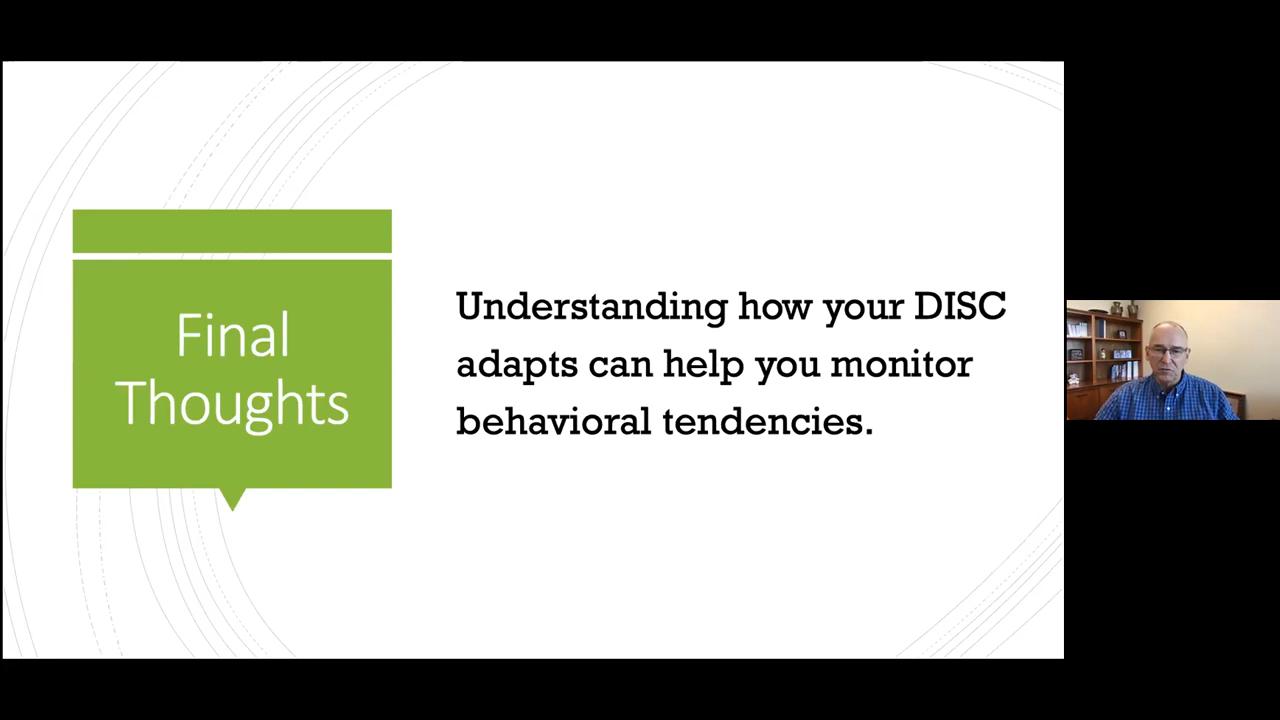 Final
Thoughts
Understanding how your DISC
adapts can help you monitor
behavioral tendencies.